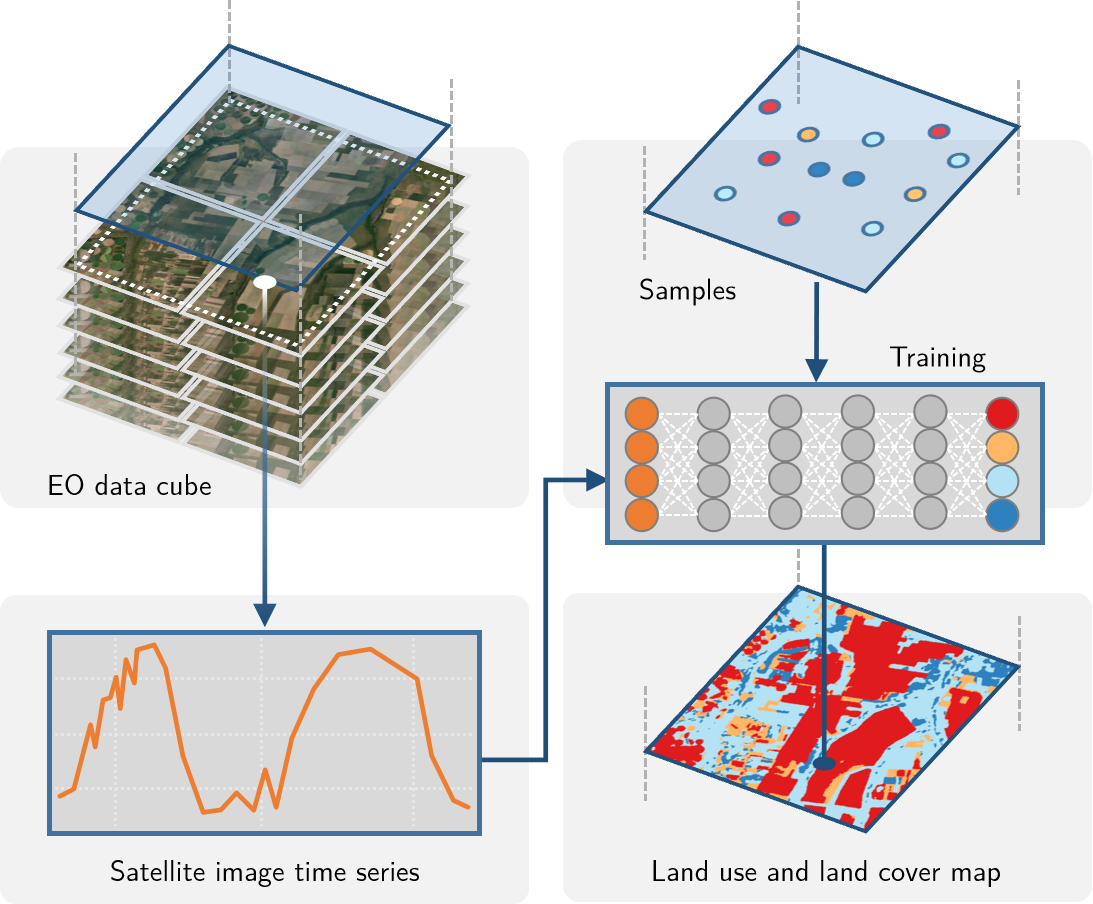 Samples
Training
EO data cube
Satellite image time series
Land use and land cover map